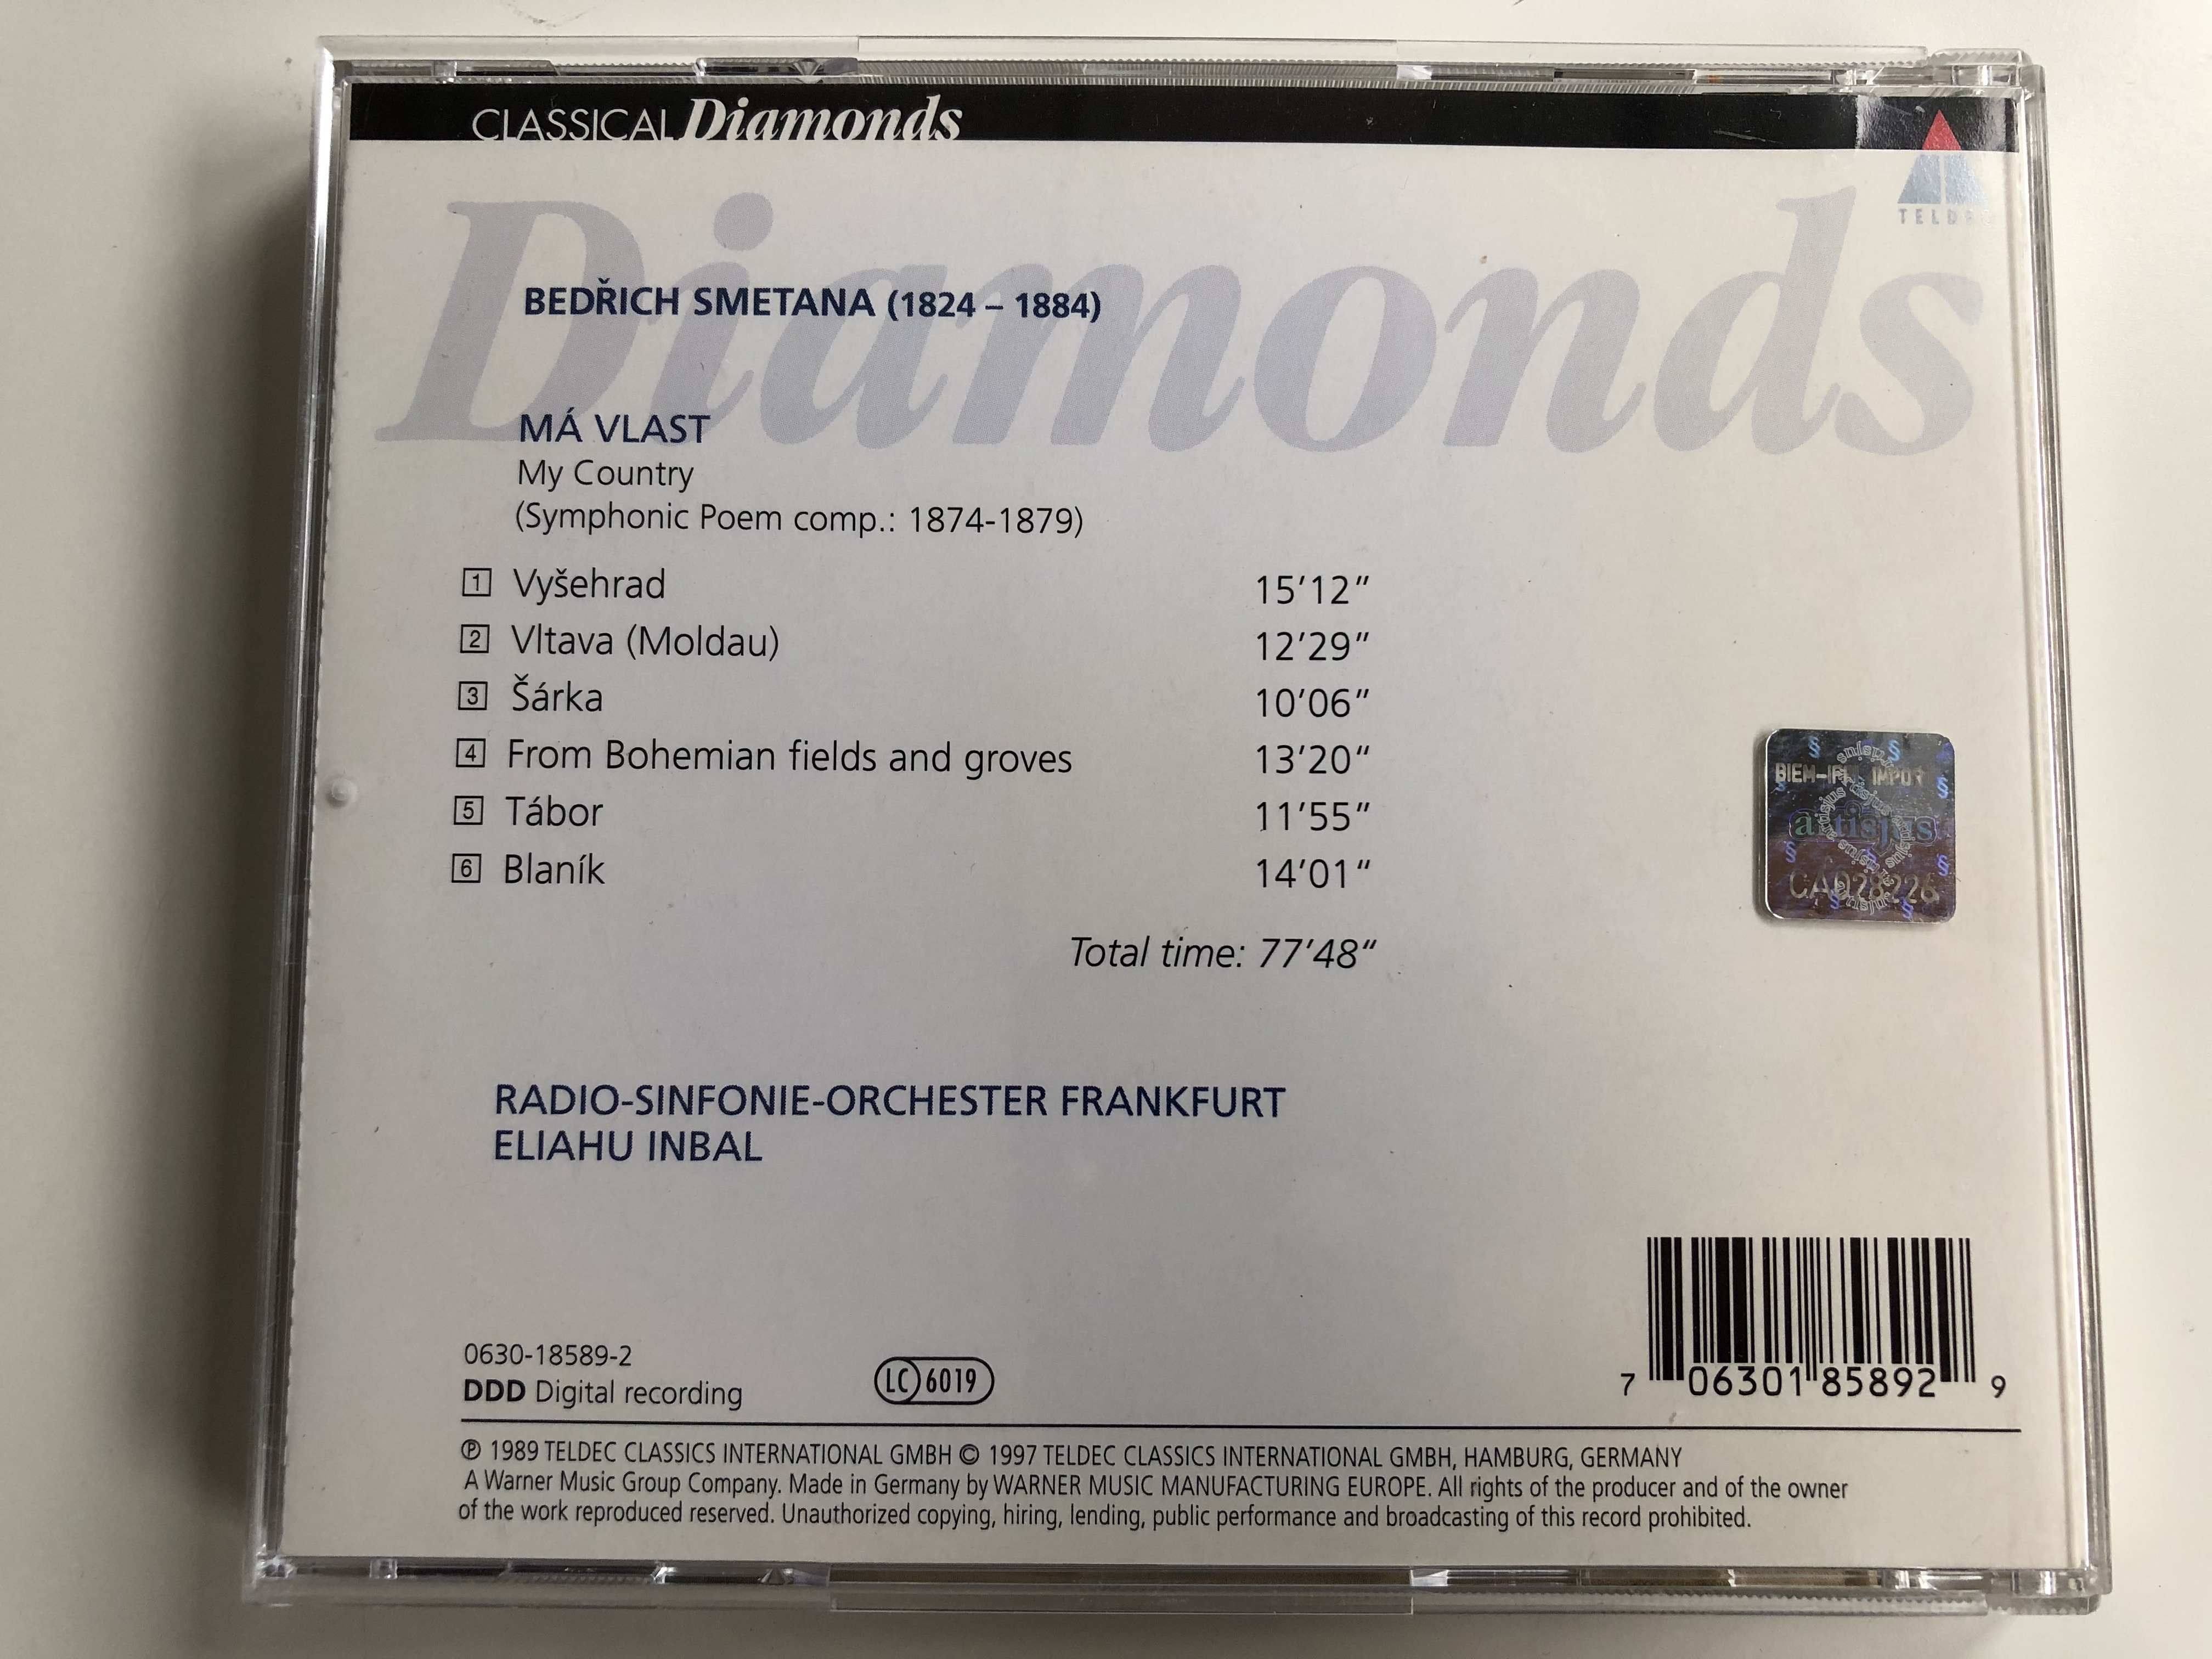 CLASSICAL Diamonds
TELDEC
Diamonds
BEDŘICH SMETANA (1824 – 1884)
MÁ VLAST
My Country
(Symphonic Poem comp.: 1874-1879)
1 Vyšehrad 15’12“
2 Vltava (Moldau) 12’29“
3 Šárka 10’06“
4 From Bohemian fields and groves 13’20“
5 Tábor 11’55“
6 Blaník 14’01“
Total time: 77’48“
BIEM-IFPI IMPORT
artisjus
CA028226
RADIO-SINFONIE-ORCHESTER FRANKFURT
ELIAHU INBAL
0630-18589-2
DDD Digital recording
LC 6019
7 06301 85892 9
℗ 1989 TELDEC CLASSICS INTERNATIONAL GMBH © 1997 TELDEC CLASSICS INTERNATIONAL GMBH, HAMBURG, GERMANY
A Warner Music Group Company. Made in Germany by WARNER MUSIC MANUFACTURING EUROPE. All rights of the producer and of the owner
of the work reproduced reserved. Unauthorized copying, hiring, lending, public performance and broadcasting of this record prohibited.